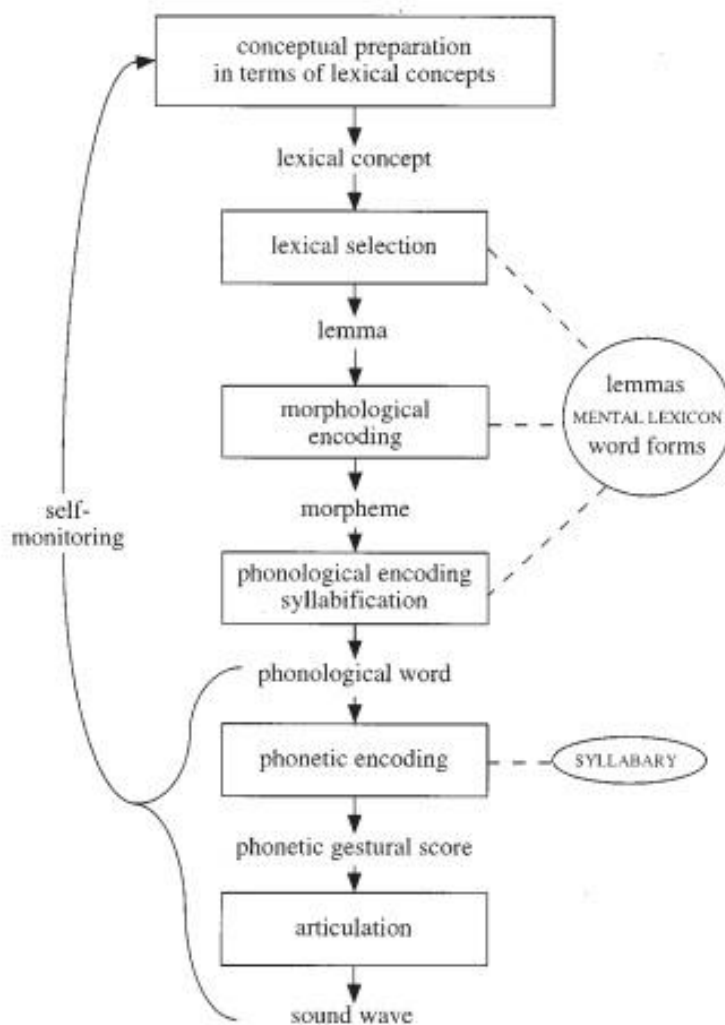 conceptual preparation
in terms of lexical concepts
lexical concept
lexical selection
lemma
lemmas
MENTAL LEXICON
word forms
morphological
encoding
self-
monitoring
morpheme
phonological encoding
syllabification
phonological word
phonetic encoding
SYLLABARY
phonetic gestural score
articulation
sound wave